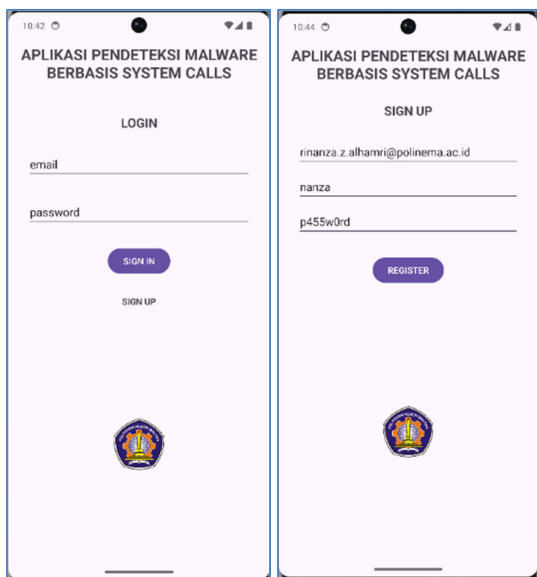 10:42
APLIKASI PENDETEKSI MALWARE
BERBASIS SYSTEM CALLS
LOGIN
email
password
SIGN IN
SIGN UP
10:44
APLIKASI PENDETEKSI MALWARE
BERBASIS SYSTEM CALLS
SIGN UP
rinanza.z.alhamri@polinema.ac.id
nanza
p455w0rd
REGISTER